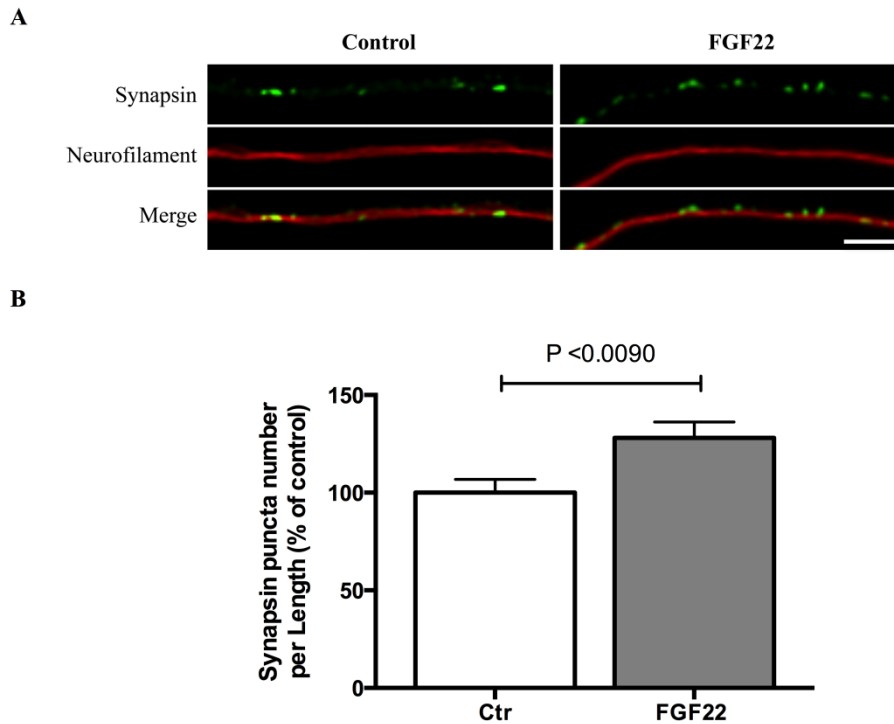 A
Control
FGF22
Synapsin
Neurofilament
Merge
B
P <0.0090
Synapsin puncta number
per Length (% of control)
150
100
50
0
Ctr
FGF22